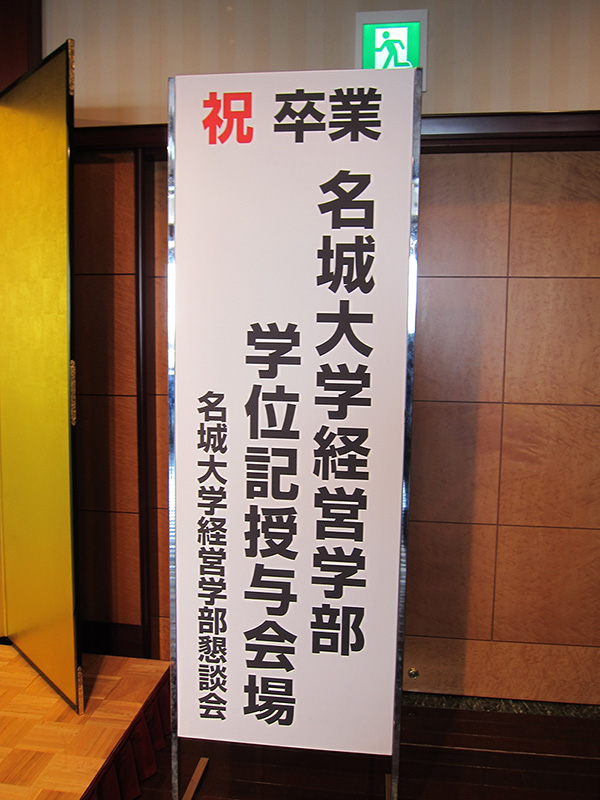 祝 卒業
名城大学経営学部
学位記授与会場
名城大学経営学部懇談会